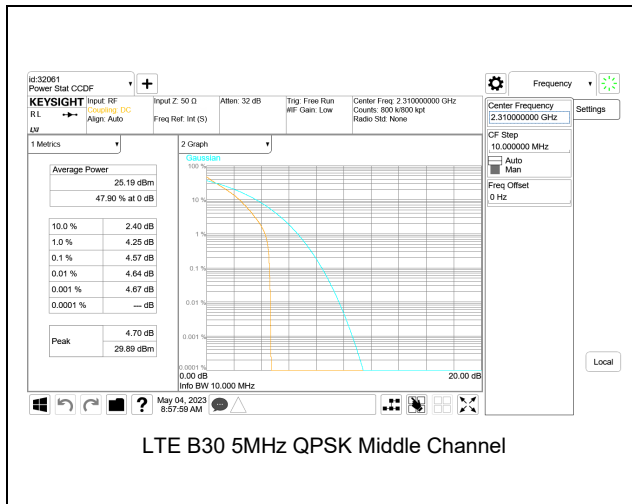 id:32061
Power Stat CCDF
KEYSIGHT
RL
Input: RF
Coupling: DC
Align: Auto
Input Z: 50 Ω
Freq Ref: Int (S)
Atten: 32 dB
Trig: Free Run
#IF Gain: Low
Center Freq: 2.310000000 GHz
Counts: 800 k/800 kpt
Radio Std: None
1 Metrics
Average Power
25.19 dBm
47.90 % at 0 dB
10.0 % 2.40 dB
1.0 % 4.25 dB
0.1 % 4.57 dB
0.01 % 4.64 dB
0.001 % 4.67 dB
0.0001 % --- dB
Peak 4.70 dB
29.89 dBm
2 Graph
Gaussian
100 %
10 %
1 %
0.1 %
0.01 %
0.001 %
0.0001 %
0.00 dB 20.00 dB
Info BW 10.000 MHz
Frequency
Settings
Center Frequency
2.310000000 GHz
CF Step
10.000000 MHz
Auto
Man
Freq Offset
0 Hz
Local
?
May 04, 2023
8:57:59 AM
LTE B30 5MHz QPSK Middle Channel